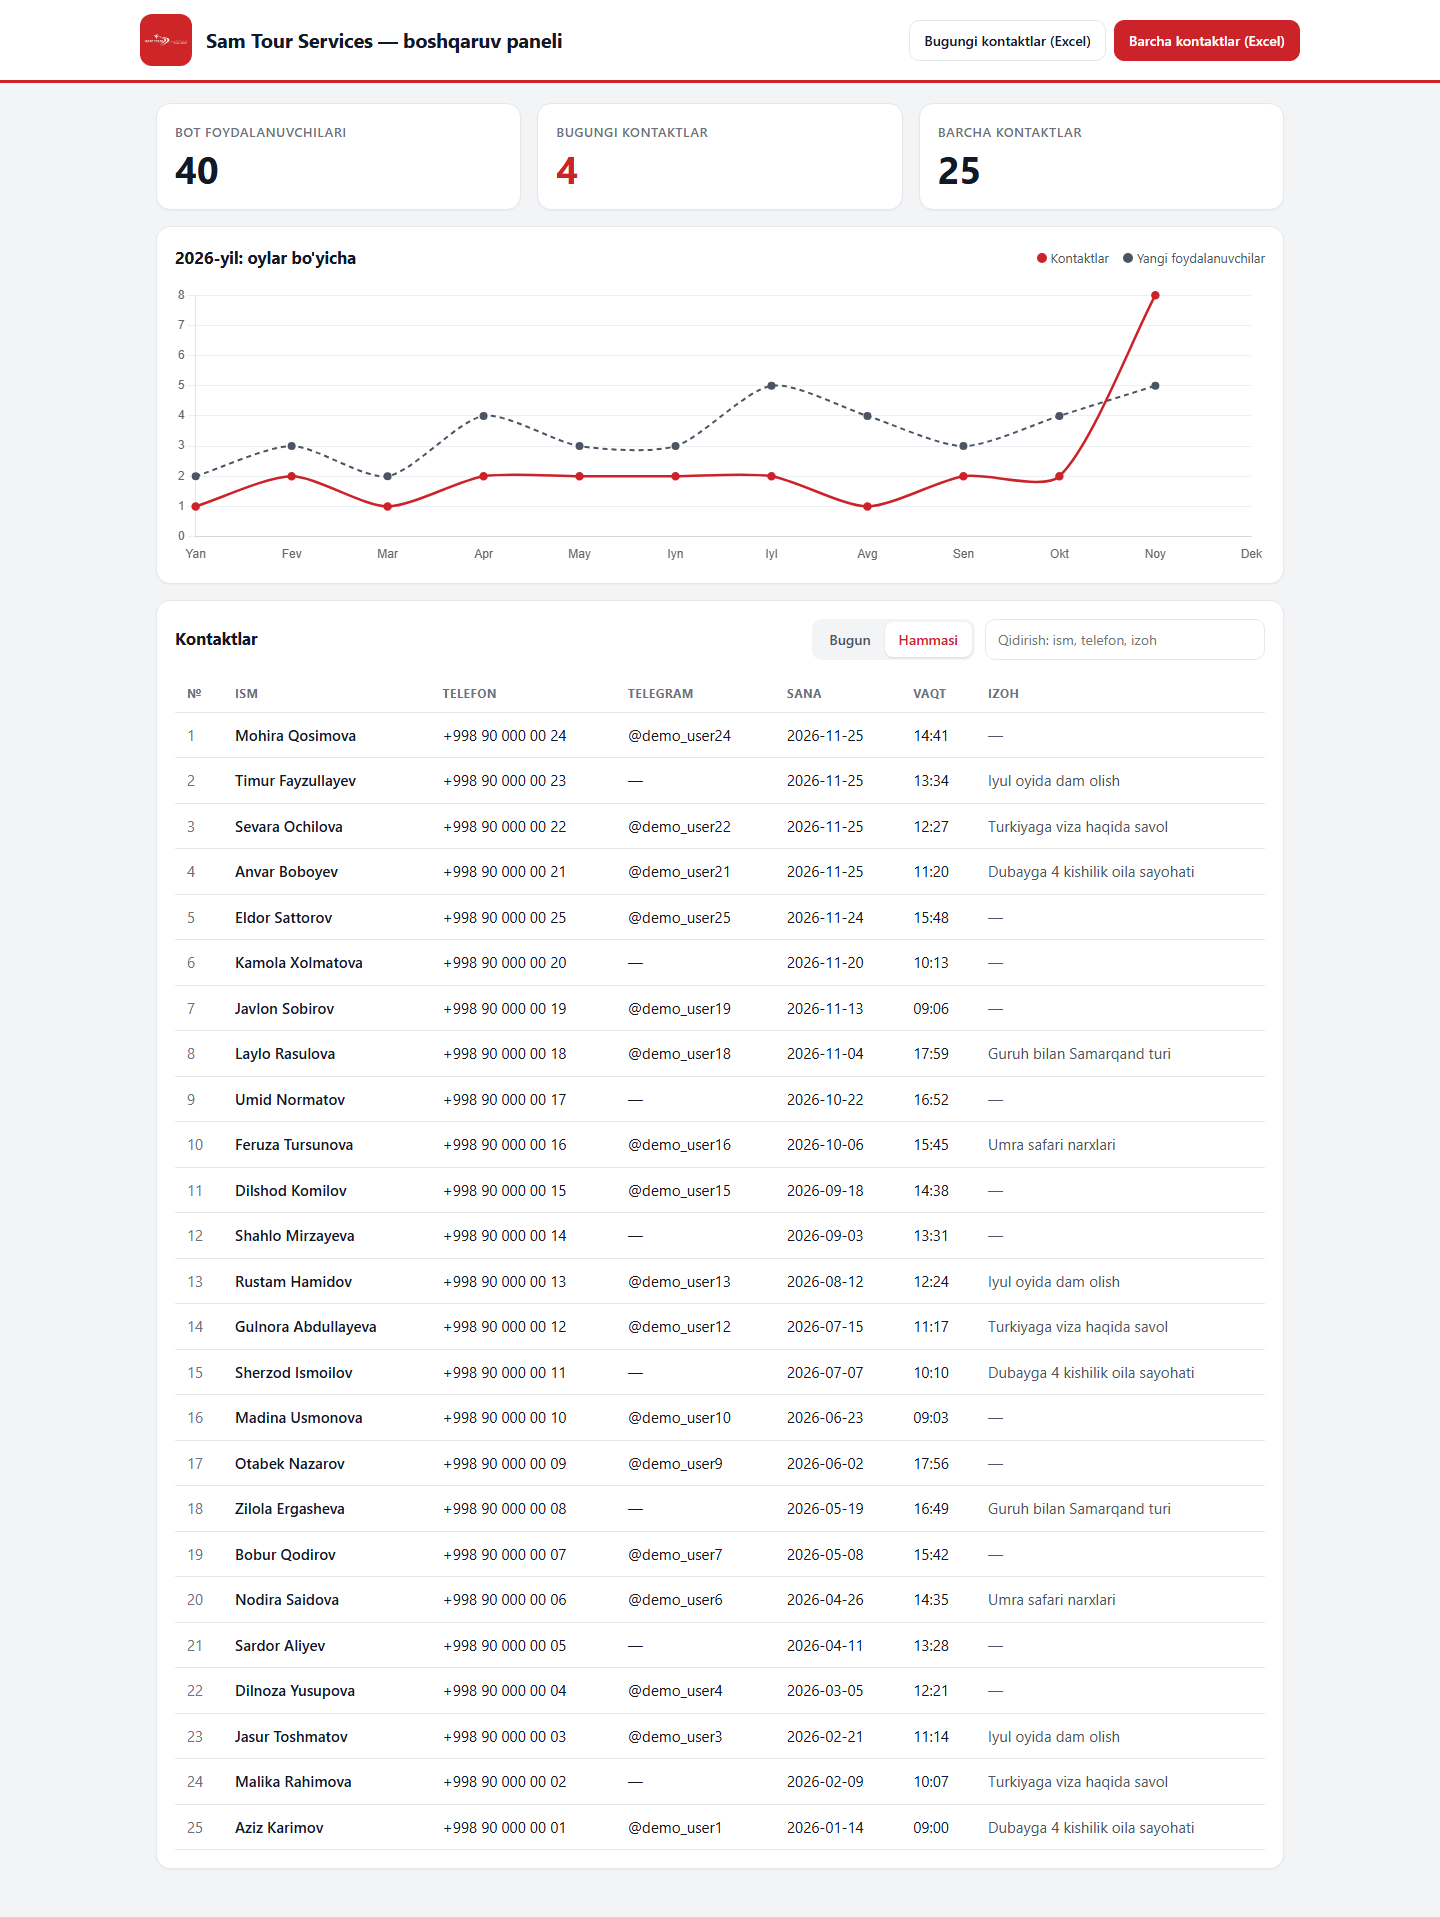 Sam Tour Services — boshqaruv paneli
Bugungi kontaktlar (Excel)
Barcha kontaktlar (Excel)
BOT FOYDALANUVCHILARI
40
BUGUNGI KONTAKTLAR
4
BARCHA KONTAKTLAR
25
2026-yil: oylar bo'yicha
Kontaktlar
Yangi foydalanuvchilar
8
7
6
5
4
3
2
1
0
Yan Fev Mar Apr May Iyn Iyl Avg Sen Okt Noy Dek
Kontaktlar
Bugun
Hammasi
Qidirish: ism, telefon, izoh
№ ISM TELEFON TELEGRAM SANA VAQT IZOH
1 Mohira Qosimova +998 90 000 00 24 @demo_user24 2026-11-25 14:41 —
2 Timur Fayzullayev +998 90 000 00 23 — 2026-11-25 13:34 Iyul oyida dam olish
3 Sevara Ochilova +998 90 000 00 22 @demo_user22 2026-11-25 12:27 Turkiyaga viza haqida savol
4 Anvar Boboyev +998 90 000 00 21 @demo_user21 2026-11-25 11:20 Dubayga 4 kishilik oila sayohati
5 Eldor Sattorov +998 90 000 00 25 @demo_user25 2026-11-24 15:48 —
6 Kamola Xolmatova +998 90 000 00 20 — 2026-11-20 10:13 —
7 Javlon Sobirov +998 90 000 00 19 @demo_user19 2026-11-13 09:06 —
8 Laylo Rasulova +998 90 000 00 18 @demo_user18 2026-11-04 17:59 Guruh bilan Samarqand turi
9 Umid Normatov +998 90 000 00 17 — 2026-10-22 16:52 —
10 Feruza Tursunova +998 90 000 00 16 @demo_user16 2026-10-06 15:45 Umra safari narxlari
11 Dilshod Komilov +998 90 000 00 15 @demo_user15 2026-09-18 14:38 —
12 Shahlo Mirzayeva +998 90 000 00 14 — 2026-09-03 13:31 —
13 Rustam Hamidov +998 90 000 00 13 @demo_user13 2026-08-12 12:24 Iyul oyida dam olish
14 Gulnora Abdullayeva +998 90 000 00 12 @demo_user12 2026-07-15 11:17 Turkiyaga viza haqida savol
15 Sherzod Ismoilov +998 90 000 00 11 — 2026-07-07 10:10 Dubayga 4 kishilik oila sayohati
16 Madina Usmonova +998 90 000 00 10 @demo_user10 2026-06-23 09:03 —
17 Otabek Nazarov +998 90 000 00 09 @demo_user9 2026-06-02 17:56 —
18 Zilola Ergasheva +998 90 000 00 08 — 2026-05-19 16:49 Guruh bilan Samarqand turi
19 Bobur Qodirov +998 90 000 00 07 @demo_user7 2026-05-08 15:42 —
20 Nodira Saidova +998 90 000 00 06 @demo_user6 2026-04-26 14:35 Umra safari narxlari
21 Sardor Aliyev +998 90 000 00 05 — 2026-04-11 13:28 —
22 Dilnoza Yusupova +998 90 000 00 04 @demo_user4 2026-03-05 12:21 —
23 Jasur Toshmatov +998 90 000 00 03 @demo_user3 2026-02-21 11:14 Iyul oyida dam olish
24 Malika Rahimova +998 90 000 00 02 — 2026-02-09 10:07 Turkiyaga viza haqida savol
25 Aziz Karimov +998 90 000 00 01 @demo_user1 2026-01-14 09:00 Dubayga 4 kishilik oila sayohati